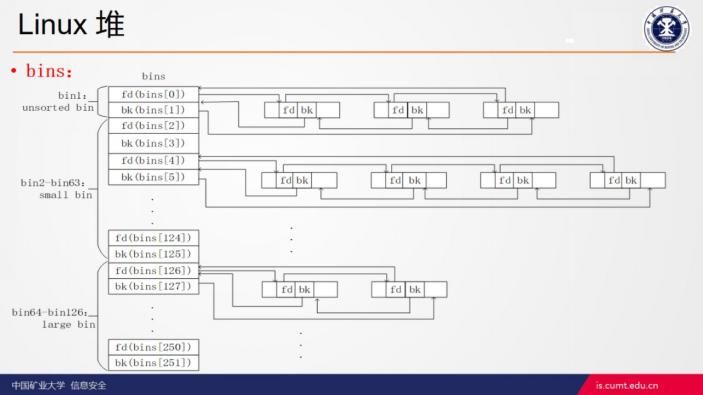 Linux 堆
• bins：
bins
bin1：
unsorted bin
fd(bins[0])
bk(bins[1])
fd bk
fd bk
fd bk
fd(bins[2])
bk(bins[3])
fd(bins[4])
bk(bins[5])
fd bk
fd bk
fd bk
fd bk
bin2-bin63：
small bin
fd(bins[124])
bk(bins[125])
fd(bins[126])
bk(bins[127])
fd bk
fd bk
bin64-bin126：
large bin
fd(bins[250])
bk(bins[251])
中国矿业大学 信息安全
is.cumt.edu.cn